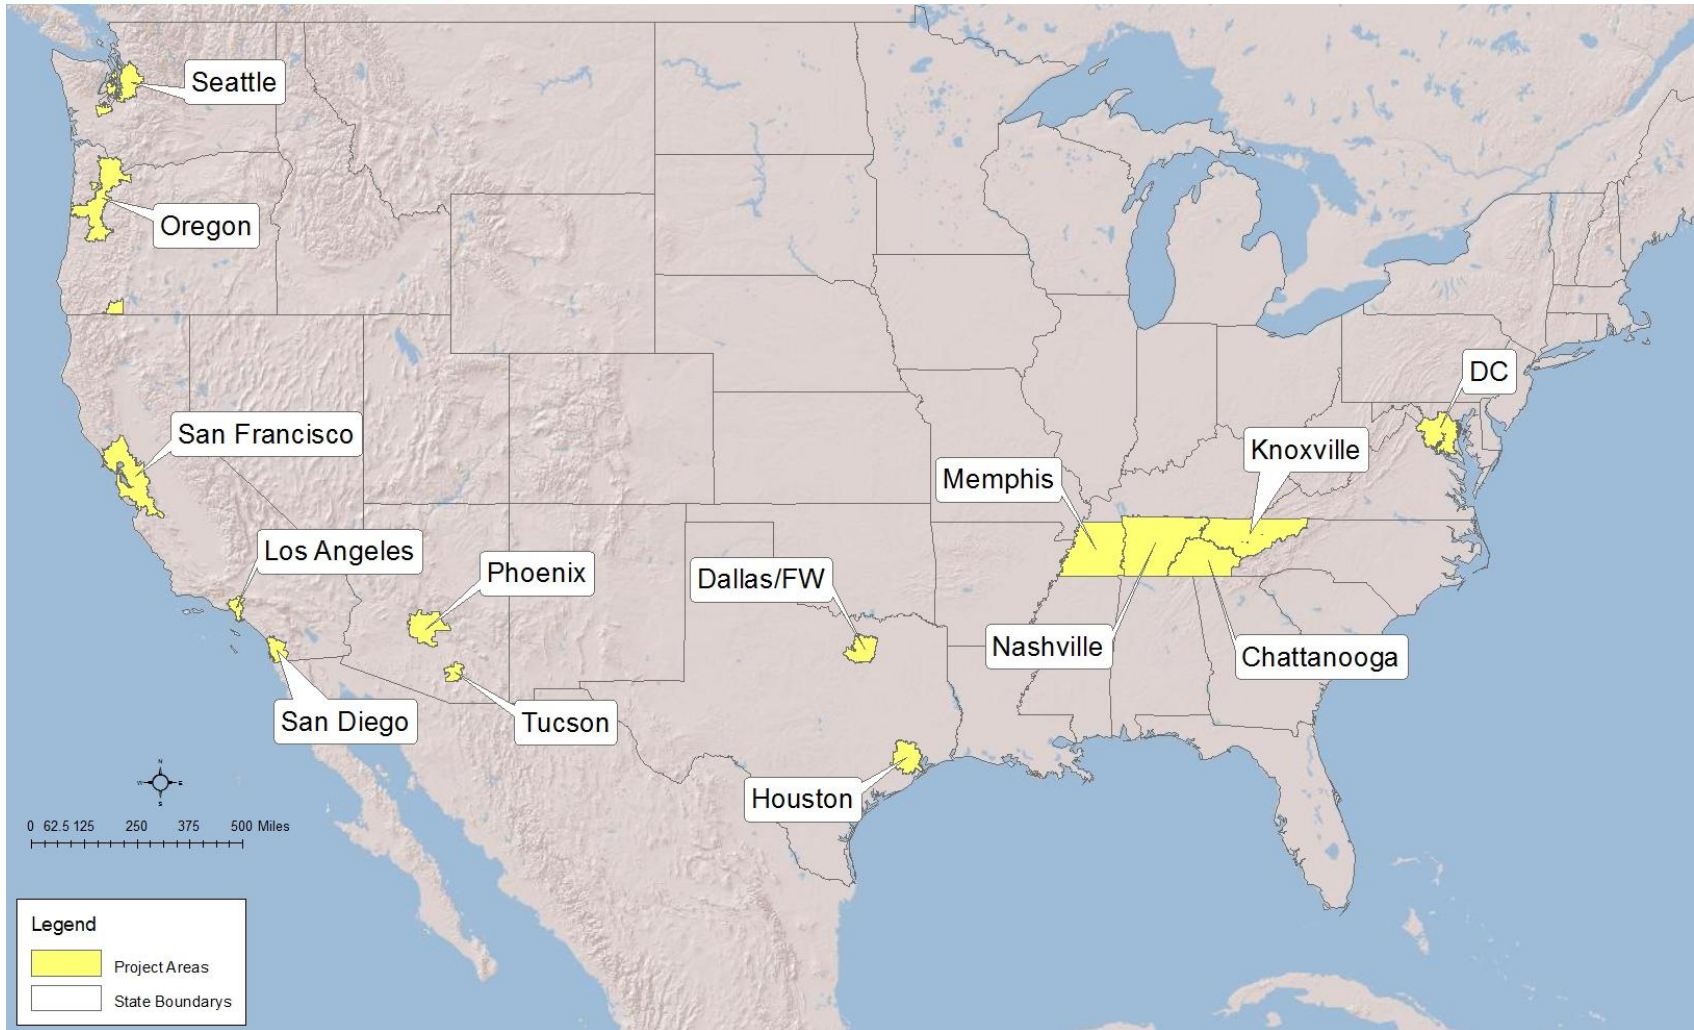 Seattle
Oregon
DC
San Francisco
Knoxville
Memphis
Los Angeles
Phoenix
Dallas/FW
Nashville
Chattanooga
San Diego
Tucson
Houston
N
W
E
S
0 62.5 125 250 375 500 Miles
Legend
Project Areas
State Boundarys